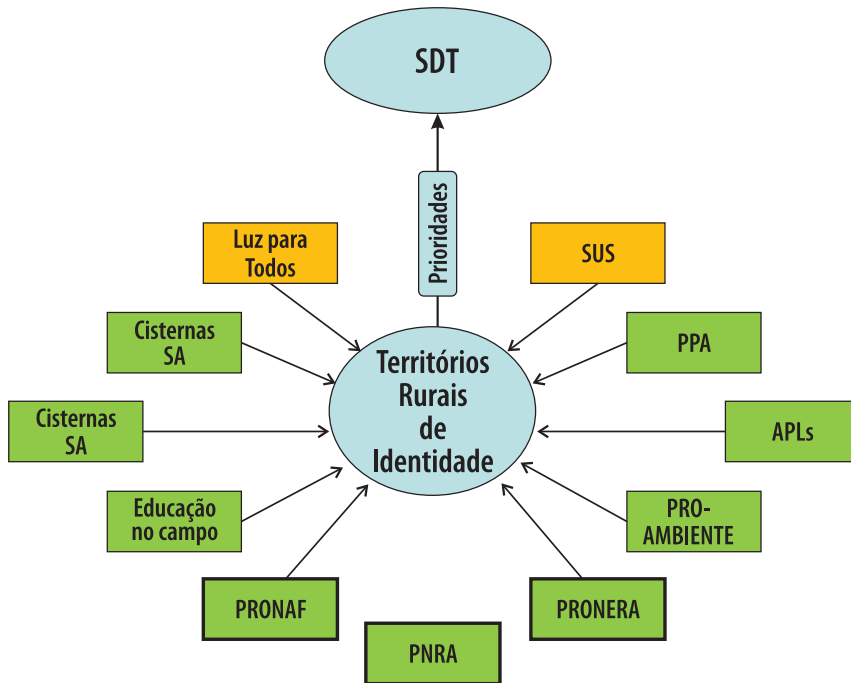 SDT
Prioridades
Luz para
Todos
SUS
Cisternas
SA
PPA
Territórios
Rurais
de
Identidade
Cisternas
SA
APLs
Educação
no campo
PRO-
AMBIENTE
PRONAF
PRONERA
PNRA